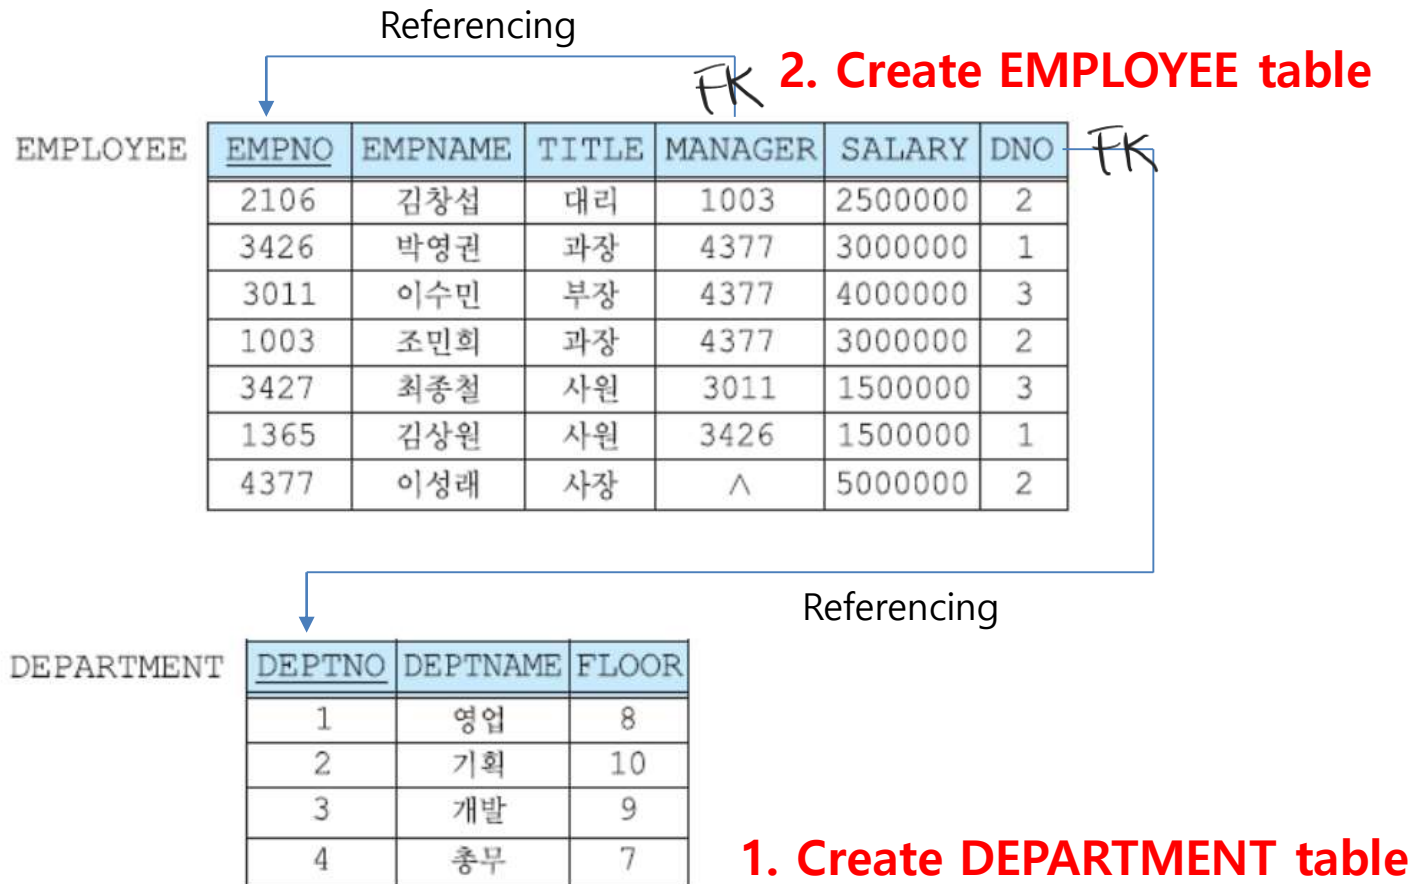 Referencing
FK 2. Create EMPLOYEE table
EMPLOYEE EMPNO EMPNAME TITLE MANAGER SALARY DNO FK
2106 김창섭 대리 1003 2500000 2
3426 박영권 과장 4377 3000000 1
3011 이수민 부장 4377 4000000 3
1003 조민희 과장 4377 3000000 2
3427 최종철 사원 3011 1500000 3
1365 김상원 사원 3426 1500000 1
4377 이성래 사장 ∧ 5000000 2
Referencing
DEPARTMENT DEPTNO DEPTNAME FLOOR
1 영업 8
2 기획 10
3 개발 9
4 총무 7
1. Create DEPARTMENT table